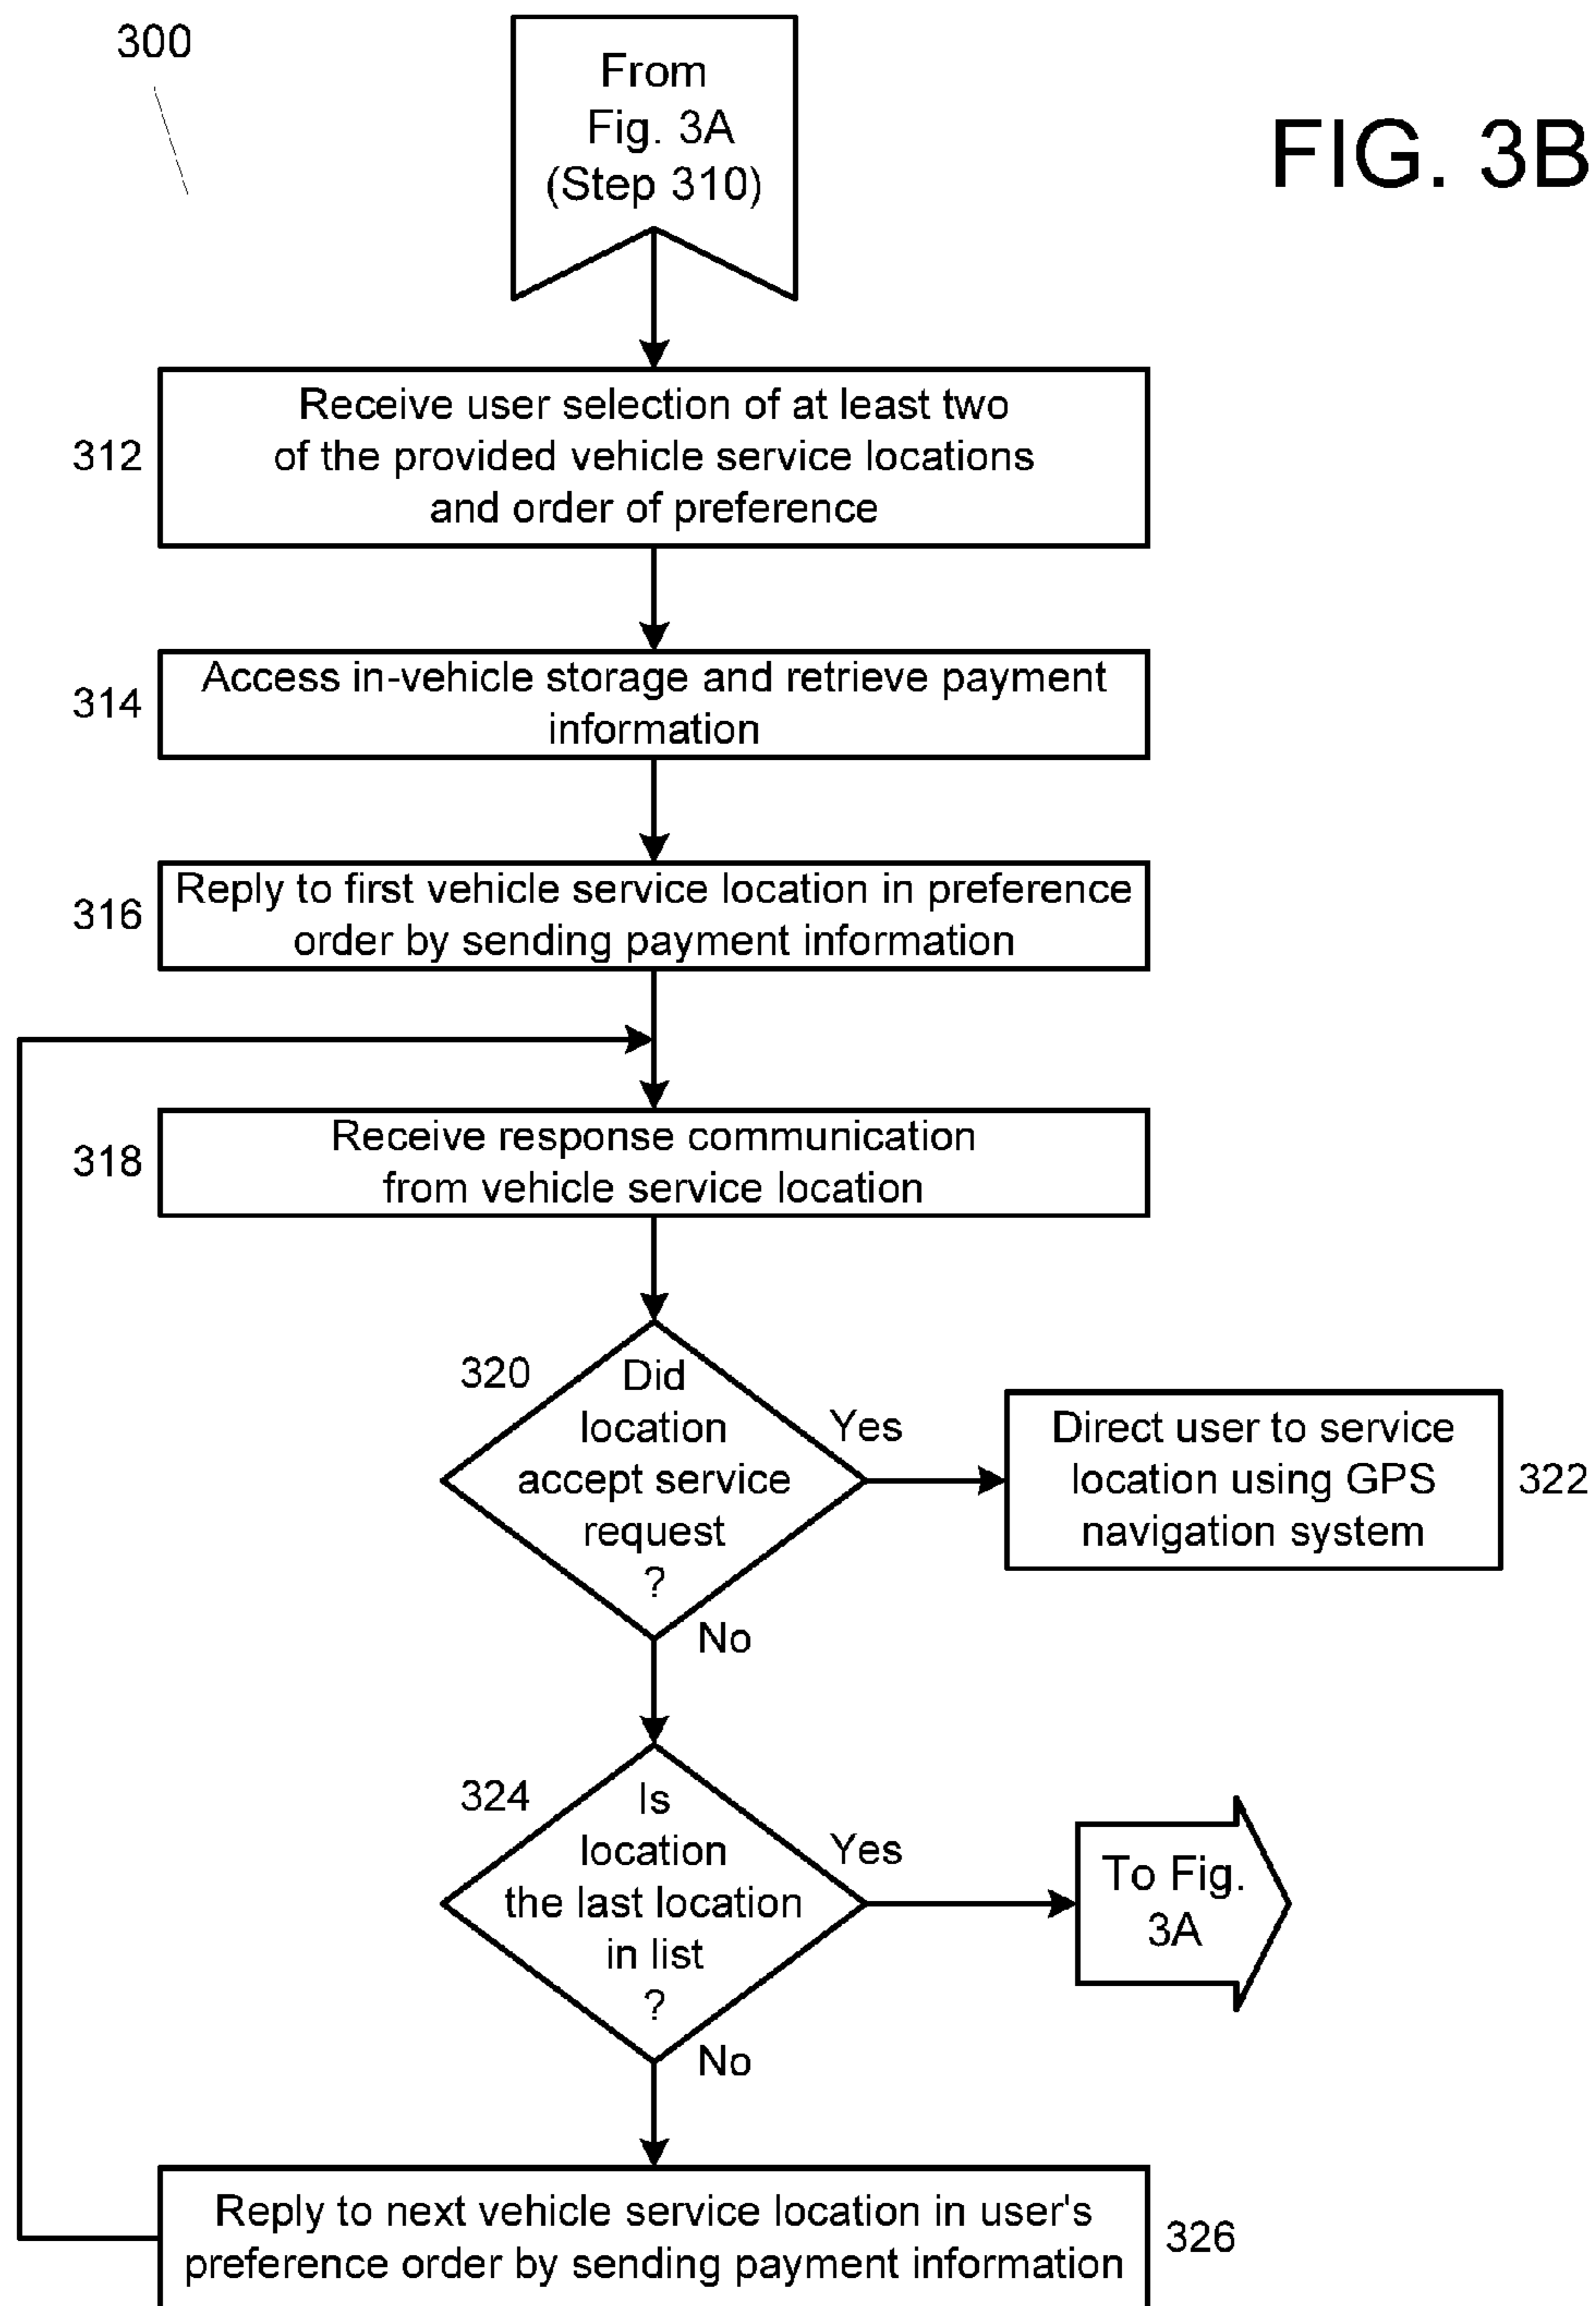 300
From
Fig. 3A
(Step 310)
FIG. 3B
312
Receive user selection of at least two
of the provided vehicle service locations
and order of preference
314
Access in-vehicle storage and retrieve payment
information
316
Reply to first vehicle service location in preference
order by sending payment information
318
Receive response communication
from vehicle service location
320
Did
location
accept service
request
?
Yes
No
Direct user to service
location using GPS
navigation system
322
324
Is
location
the last location
in list
?
Yes
No
To Fig.
3A
Reply to next vehicle service location in user's
preference order by sending payment information
326